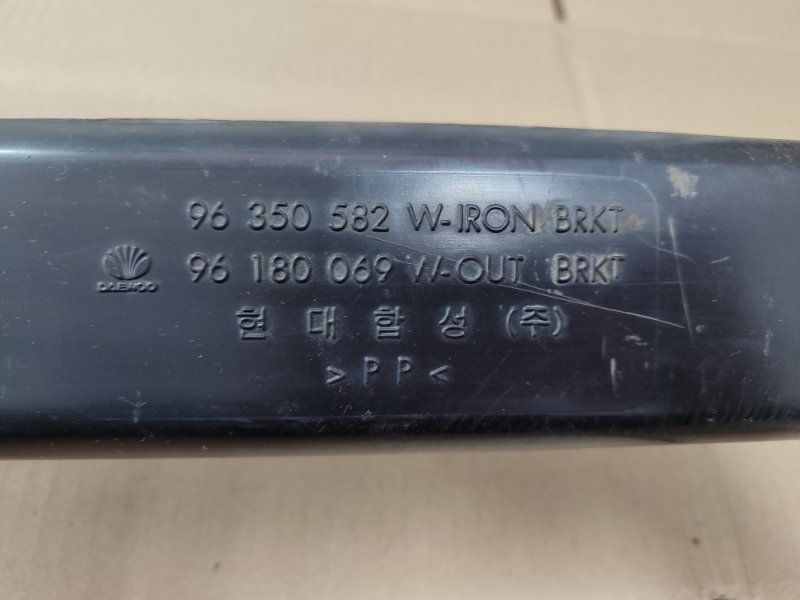 96 350 582 W-IRON BRKT
DAEWOO
96 180 069 W-OUT BRKT
현대합성(주)
>PP<